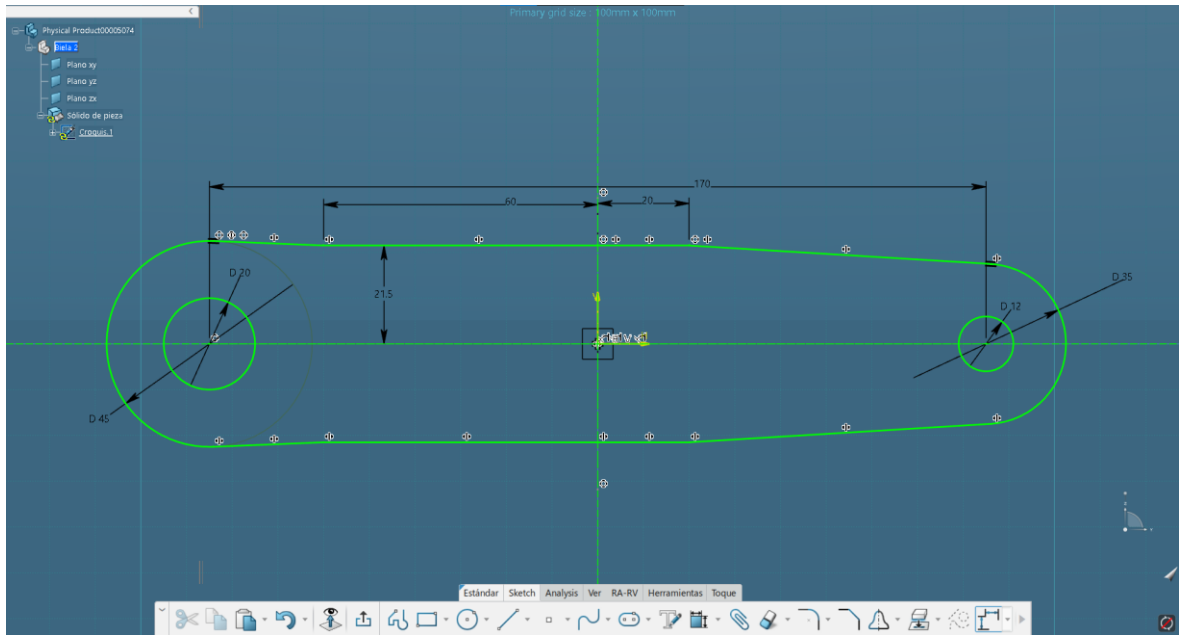 Primary grid size : 100mm x 100mm
Physical Product00005074
Biela 2
Plano xy
Plano yz
Plano zx
Sólido de pieza
Croquis.1
170
60
20
D 20
21.5
D 35
D 12
D 45
Estándar Sketch Analysis Ver RA-RV Herramientas Toque